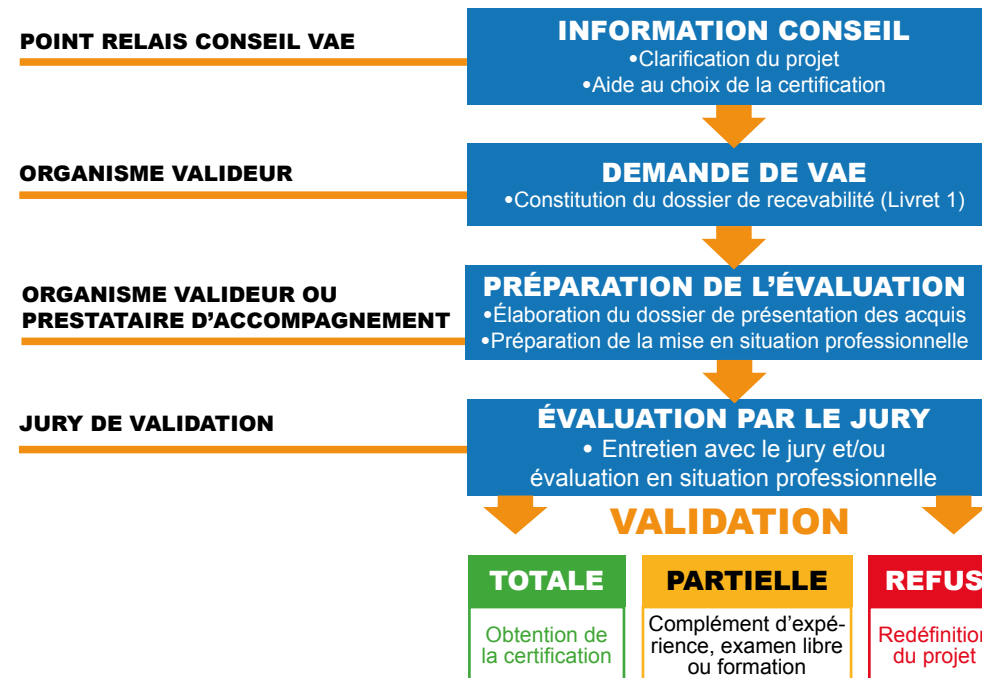 POINT RELAIS CONSEIL VAE
INFORMATION CONSEIL
•Clarification du projet
•Aide au choix de la certification
ORGANISME VALIDEUR
DEMANDE DE VAE
•Constitution du dossier de recevabilité (Livret 1)
ORGANISME VALIDEUR OU
PRESTATAIRE D’ACCOMPAGNEMENT
PRÉPARATION DE L’ÉVALUATION
•Élaboration du dossier de présentation des acquis
•Préparation de la mise en situation professionnelle
JURY DE VALIDATION
ÉVALUATION PAR LE JURY
• Entretien avec le jury et/ou
évaluation en situation professionnelle
VALIDATION
TOTALE
Obtention de
la certification
PARTIELLE
Complément d’expé-
rience, examen libre
ou formation
REFUS
Redéfinition
du projet